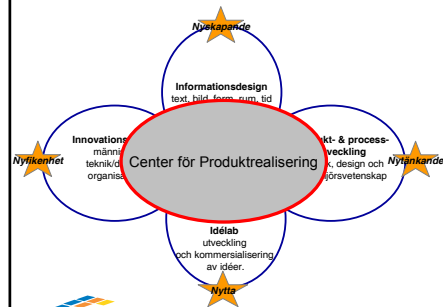 Nyskapande
Informationsdesign
text, bild, form, rum, tid
Innovations
männi
teknik/d
organisa
Nyfikenhet
Center för Produktrealisering
kt- & process-
veckling
k, design och
jörsvetenskap
Nytänkande
Idélab
utveckling
och kommersialisering
av idéer.
Nytta